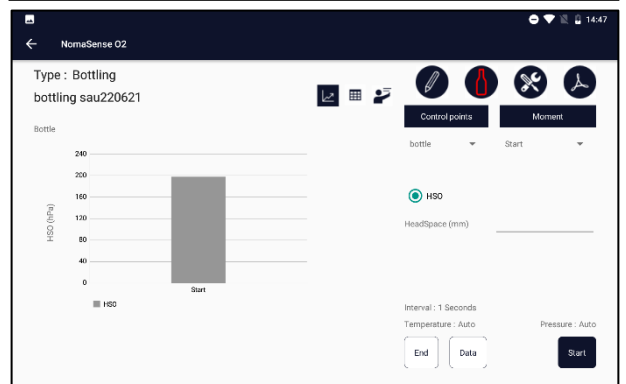 14:47
NomaSense O2
Type : Bottling
bottling sau220621
Control points
Moment
bottle
Start
Bottle
240
200
160
120
80
40
0
HSO (hPa)
Start
HSO
HSO
HeadSpace (mm)
Interval : 1 Seconds
Temperature : Auto
Pressure : Auto
End
Data
Start